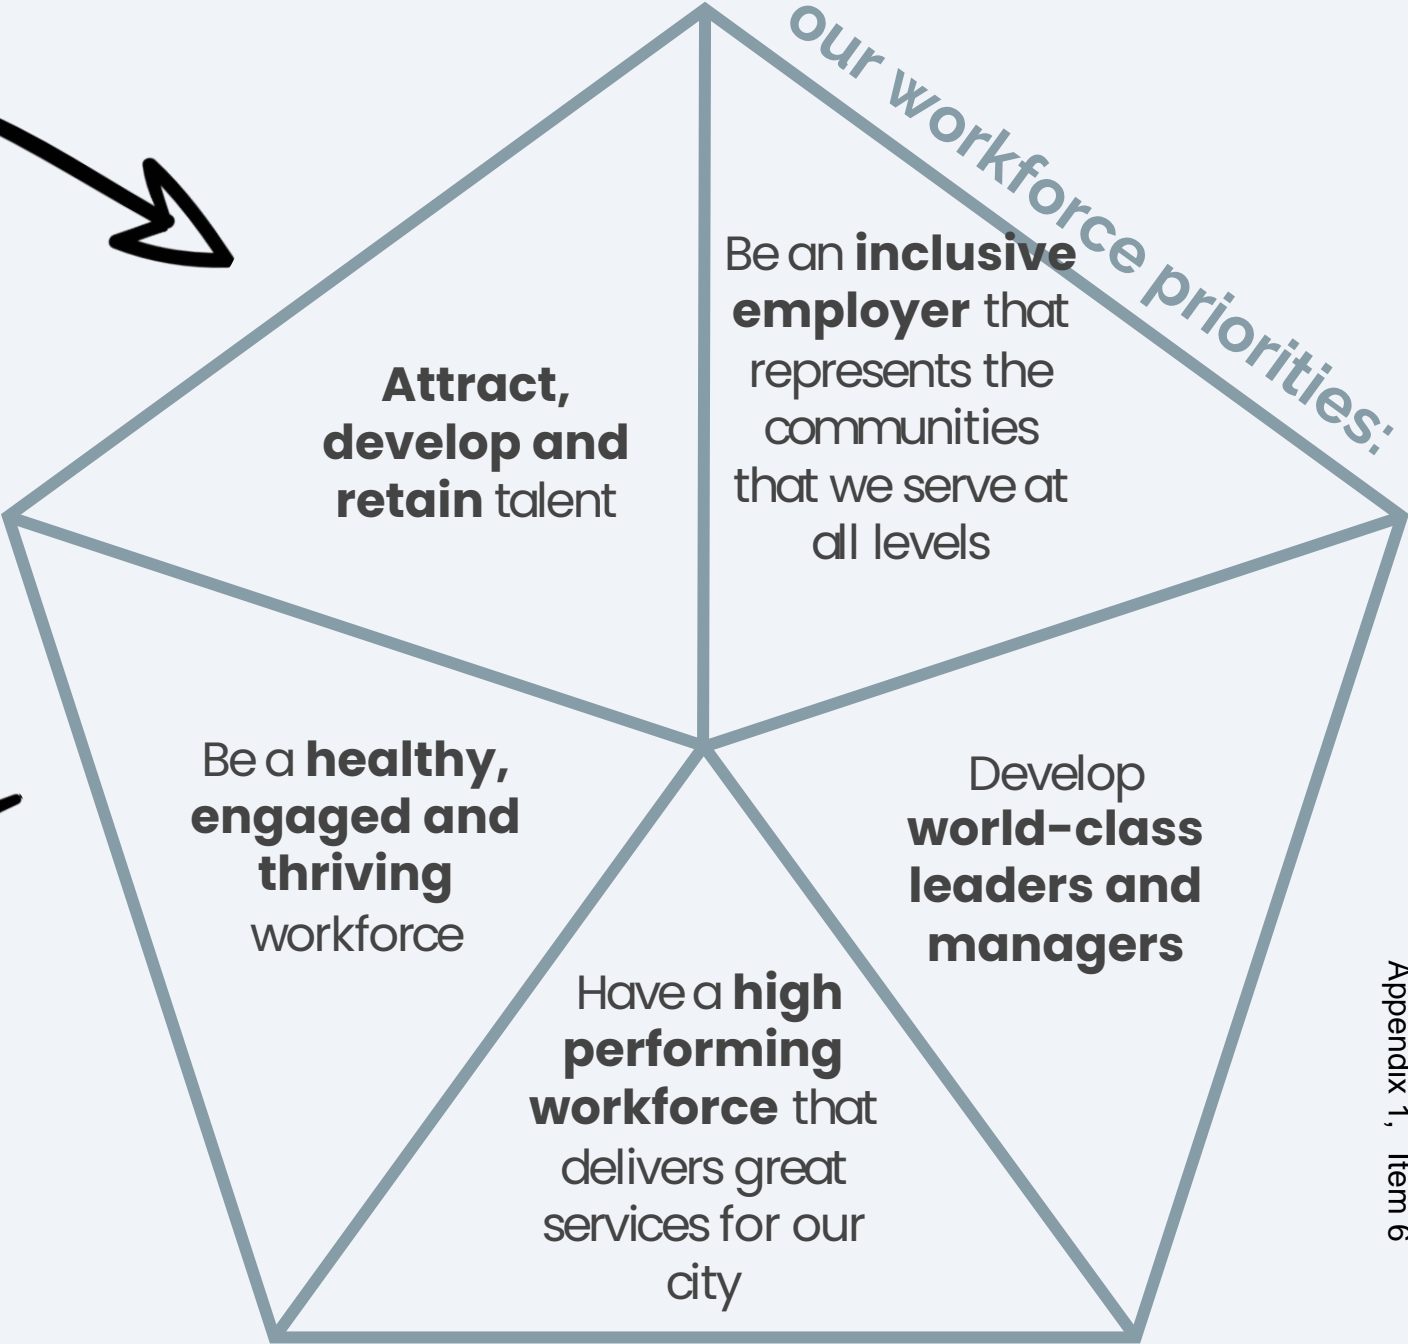 our workforce priorities:
Attract,
develop and
retain talent
Be an inclusive
employer that
represents the
communities
that we serve at
all levels
Be a healthy,
engaged and
thriving
workforce
Develop
world-class
leaders and
managers
Have a high
performing
workforce that
delivers great
services for our
city
Appendix 1, Item 6